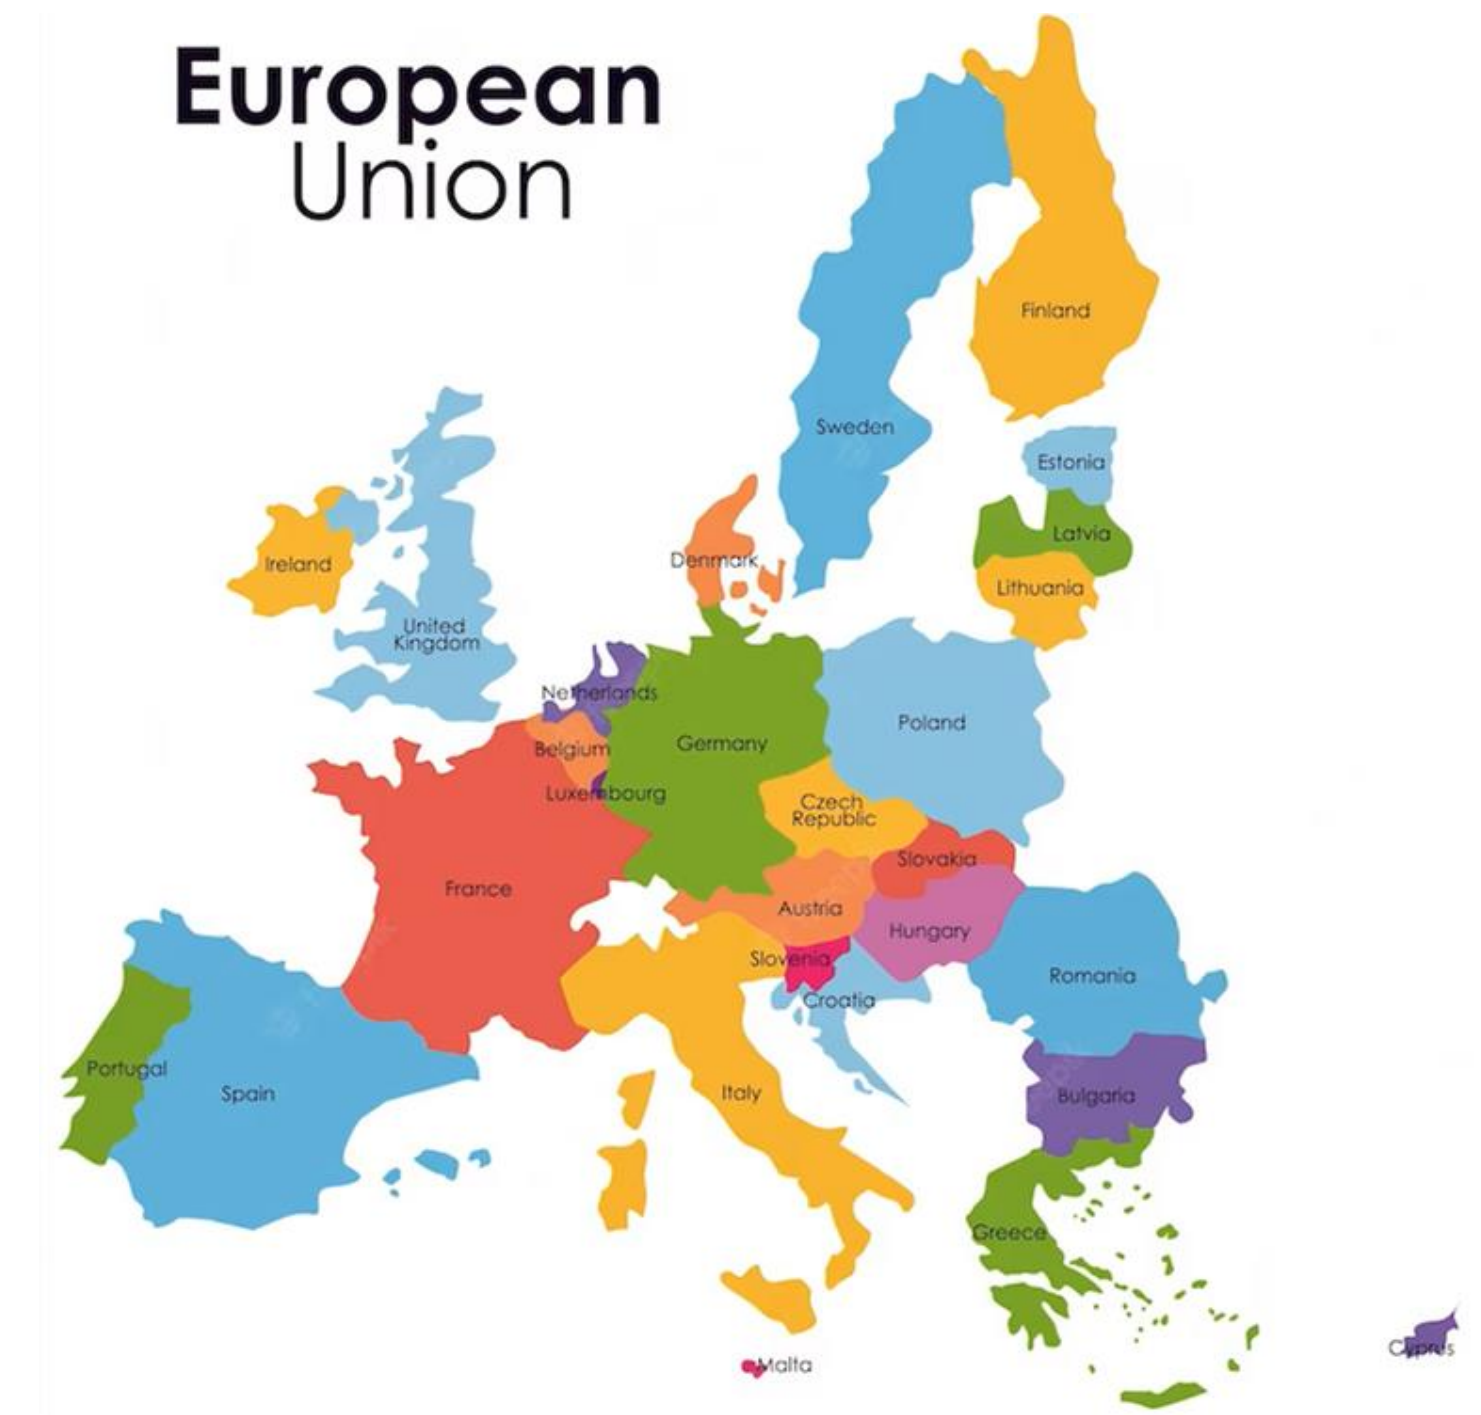 European
Union
Finland
Sweden
Estonia
Latvia
Lithuania
Denmark
Ireland
United
Kingdom
Netherlands
Belgium
Luxembourg
Germany
Poland
Czech
Republic
Slovakia
France
Austria
Hungary
Slovenia
Croatia
Romania
Portugal
Spain
Italy
Bulgaria
Greece
Malta
Cyprus